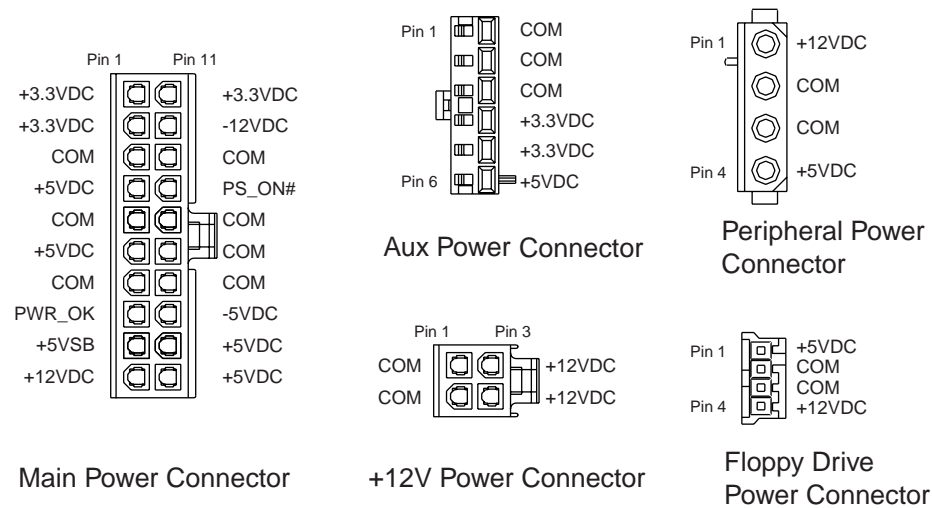 Pin 1 Pin 11
+3.3VDC +3.3VDC
+3.3VDC -12VDC
COM COM
+5VDC PS_ON#
COM COM
+5VDC COM
COM COM
PWR_OK -5VDC
+5VSB +5VDC
+12VDC +5VDC
Main Power Connector
Pin 1 COM
COM
COM
+3.3VDC
+3.3VDC
Pin 6 +5VDC
Aux Power Connector
Pin 1 +12VDC
COM
COM
Pin 4 +5VDC
Peripheral Power
Connector
Pin 1 Pin 3
COM +12VDC
COM +12VDC
+12V Power Connector
Pin 1 +5VDC
COM
COM
Pin 4 +12VDC
Floppy Drive
Power Connector